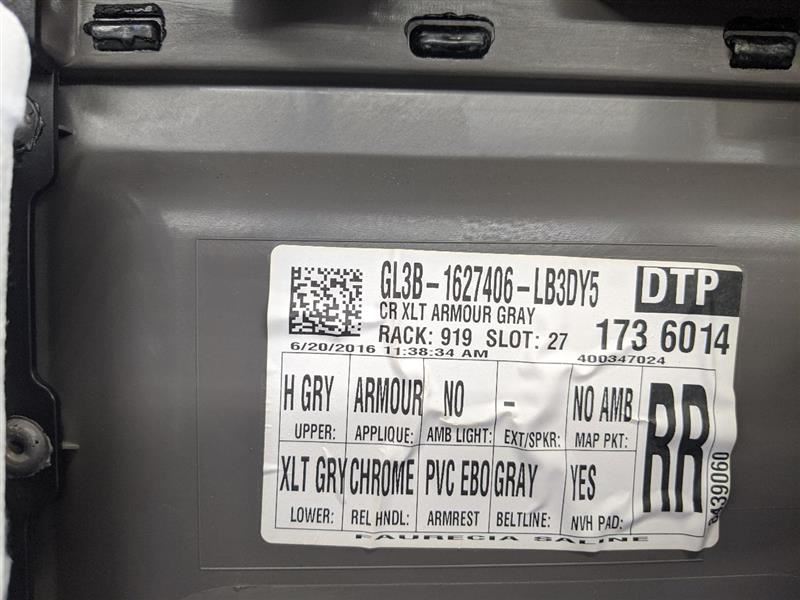 GL3B-1627406-LB3DY5
DTP
CR XLT ARMOUR GRAY
RACK: 919 SLOT: 27
173 6014
6/20/2016 11:38:34 AM
400347024
H GRY ARMOUR NO - NO AMB
UPPER: APPLIQUE: AMB LIGHT: EXT/SPKR: MAP PKT:
RR
XLT GRY CHROME PVC EBO GRAY YES
LOWER: REL HNDL: ARMREST BELTLINE: NVH PAD:
FAURECIA SALINE